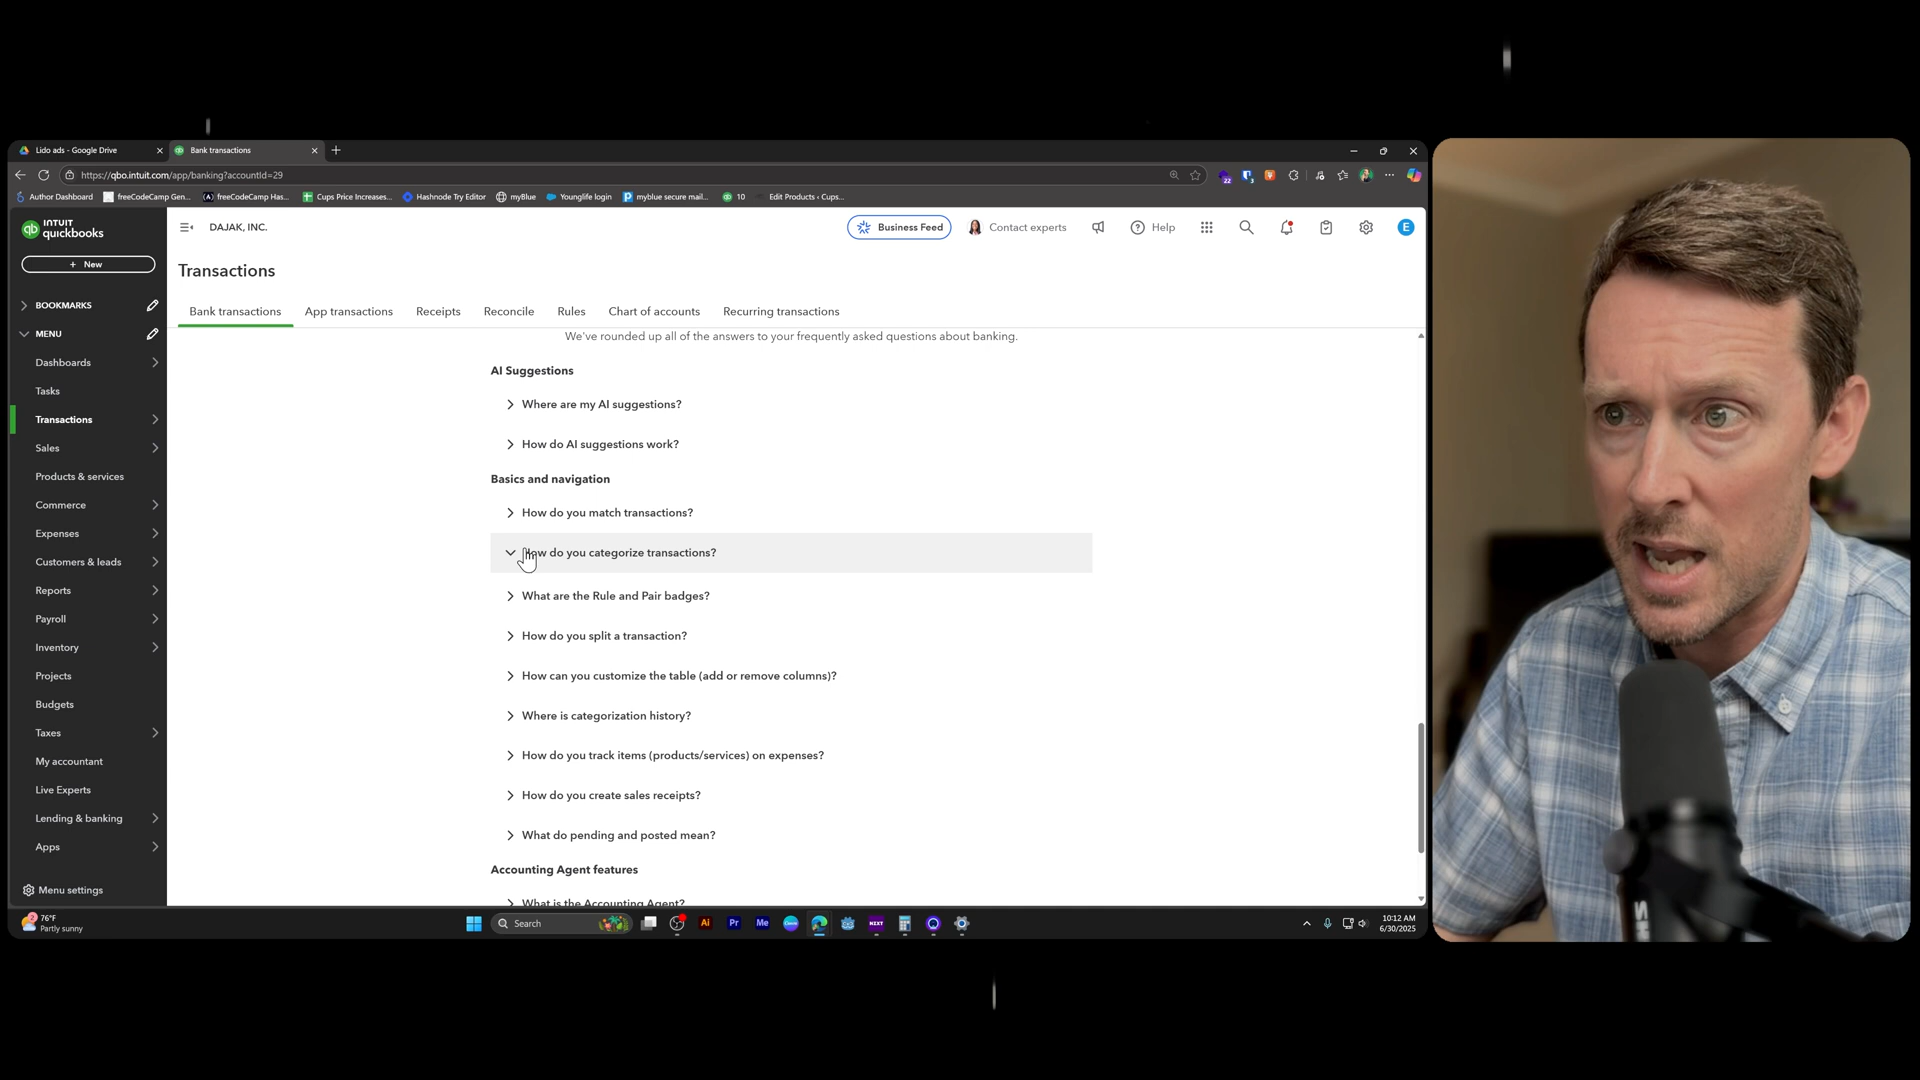 Lido ads - Google Drive
Bank transactions
https://qbo.intuit.com/app/banking?accountId=29
22
3
Author Dashboard
freeCodeCamp Gen...
freeCodeCamp Has...
Cups Price Increases...
Hashnode Try Editor
myBlue
Younglife login
myblue secure mail...
10
Edit Products ‹ Cups...
INTUIT
quickbooks
DAJAK, INC.
Business Feed
Contact experts
Help
E
+ New
Transactions
BOOKMARKS
Bank transactions
App transactions
Receipts
Reconcile
Rules
Chart of accounts
Recurring transactions
MENU
Dashboards
Tasks
Transactions
Sales
Products & services
Commerce
Expenses
Customers & leads
Reports
Payroll
Inventory
Projects
Budgets
Taxes
My accountant
Live Experts
Lending & banking
Apps
Menu settings
We've rounded up all of the answers to your frequently asked questions about banking.
AI Suggestions
Where are my AI suggestions?
How do AI suggestions work?
Basics and navigation
How do you match transactions?
How do you categorize transactions?
What are the Rule and Pair badges?
How do you split a transaction?
How can you customize the table (add or remove columns)?
Where is categorization history?
How do you track items (products/services) on expenses?
How do you create sales receipts?
What do pending and posted mean?
Accounting Agent features
What is the Accounting Agent?
2
76°F
Partly sunny
Search
Ai
Pr
Me
NEXT
10:12 AM
6/30/2025